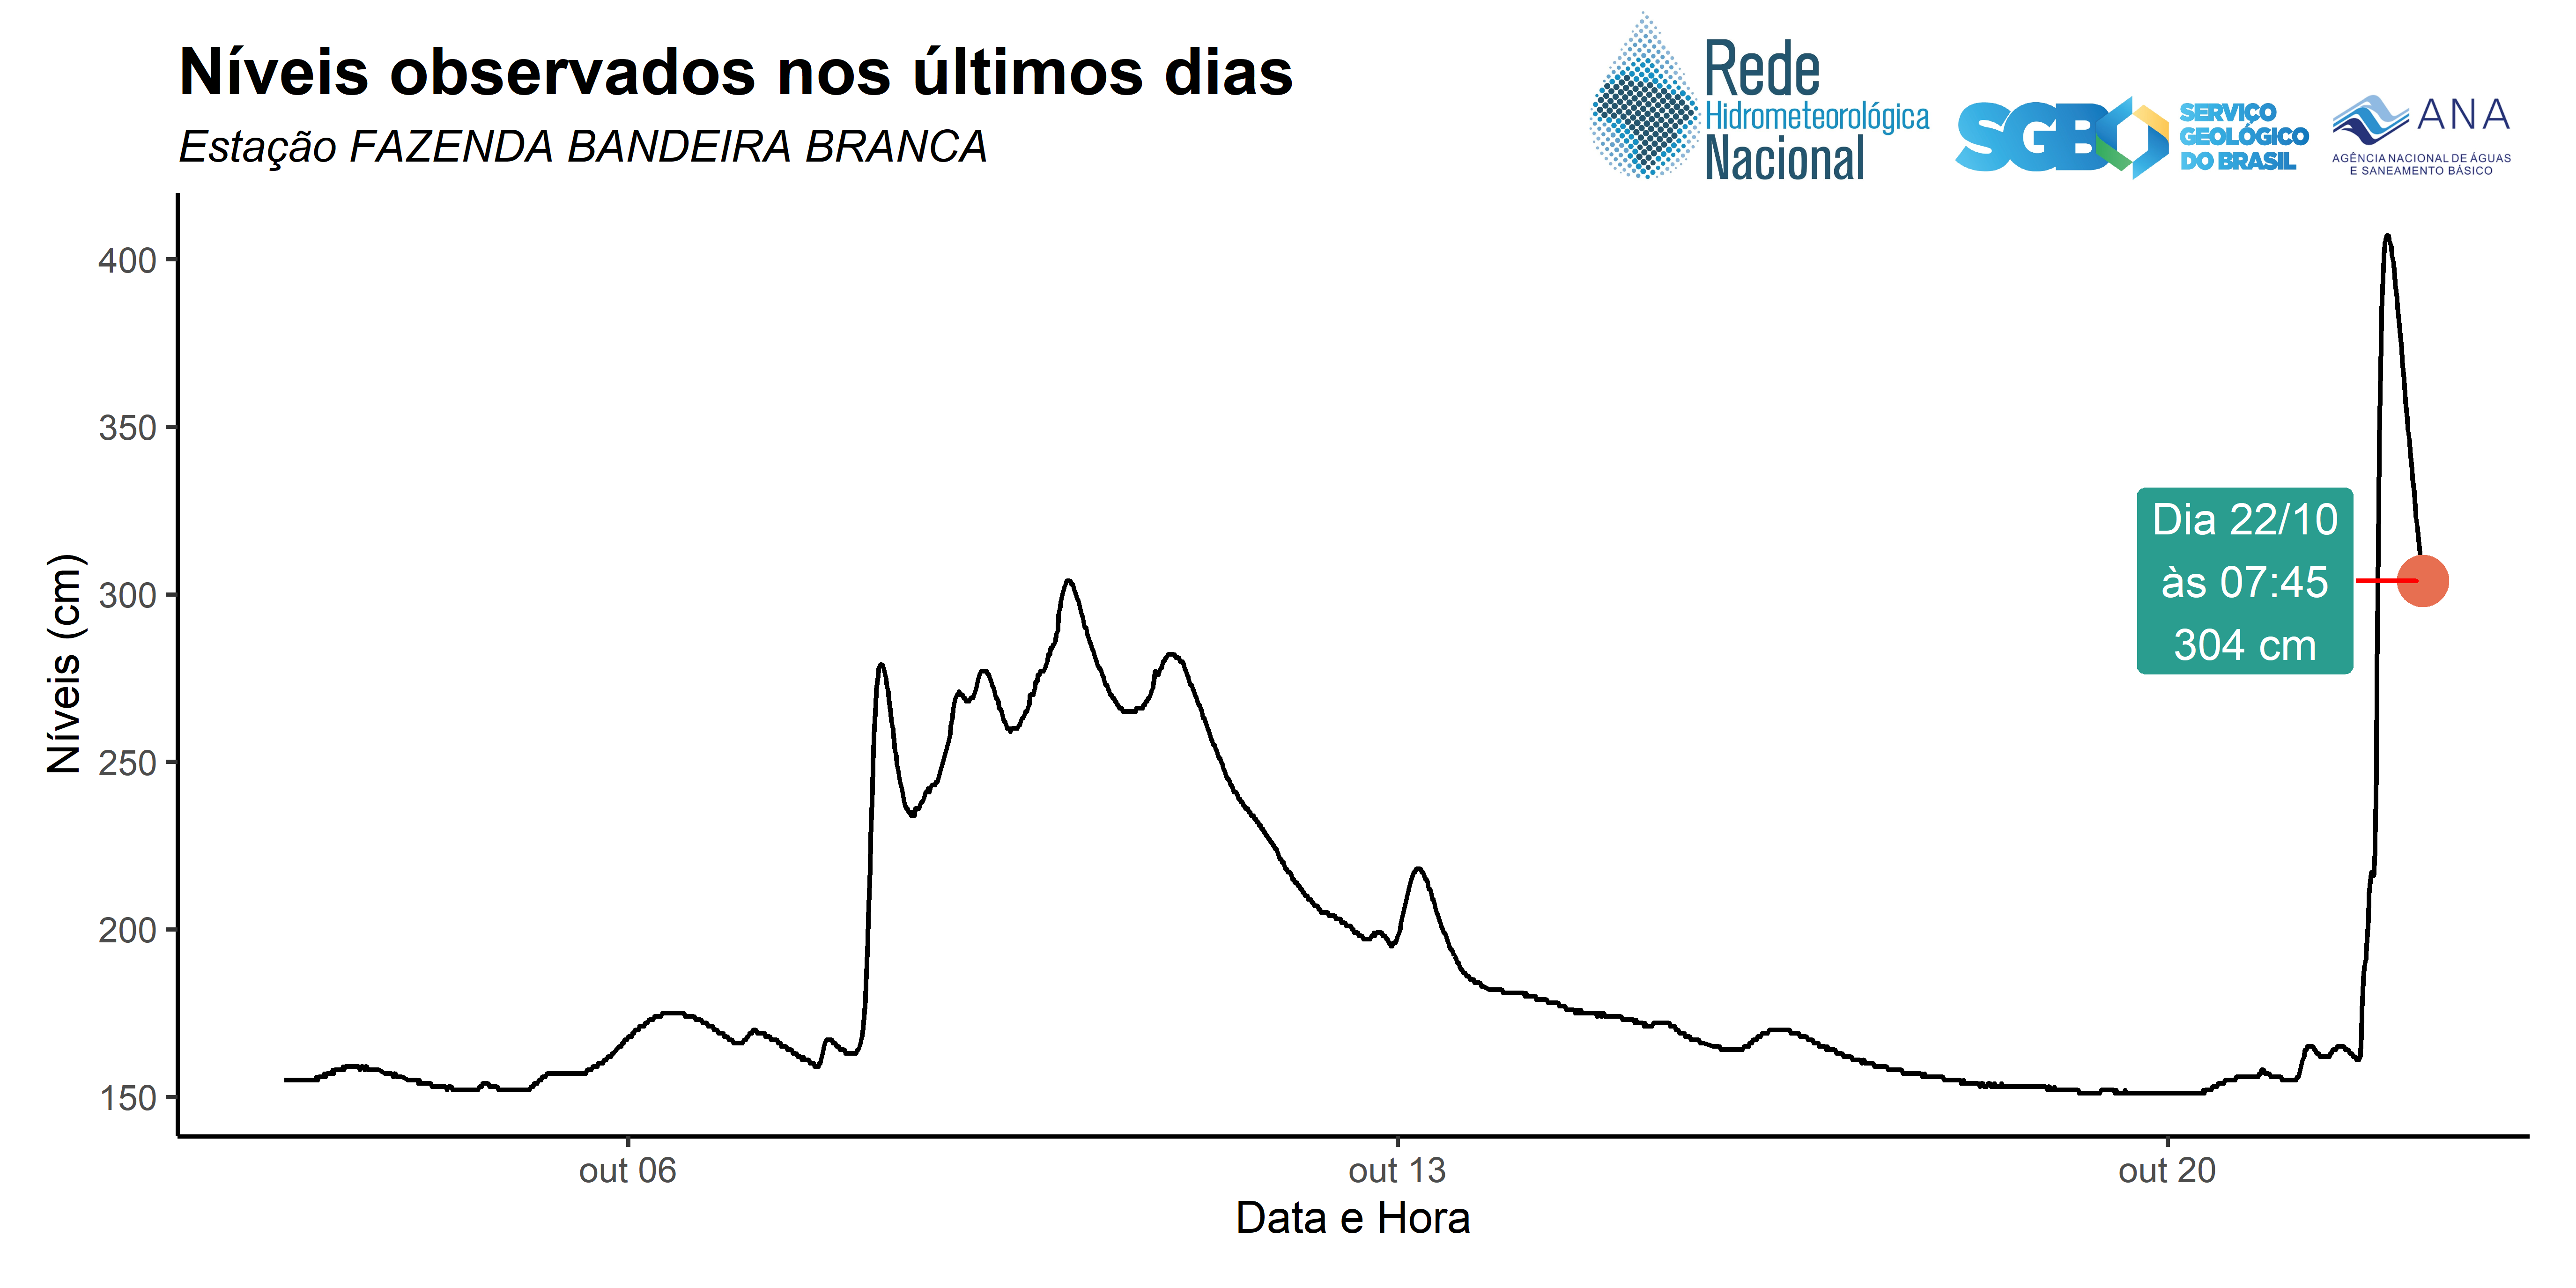 Níveis observados nos últimos dias
Estação FAZENDA BANDEIRA BRANCA
Rede
Hidrometeorológica
Nacional
SGB
SERVIÇO
GEOLÓGICO
DO BRASIL
ANA
AGÊNCIA NACIONAL DE ÁGUAS
E SANEAMENTO BÁSICO
Níveis (cm)
400
350
300
250
200
150
Dia 22/10
às 07:45
304 cm
out 06
out 13
out 20
Data e Hora